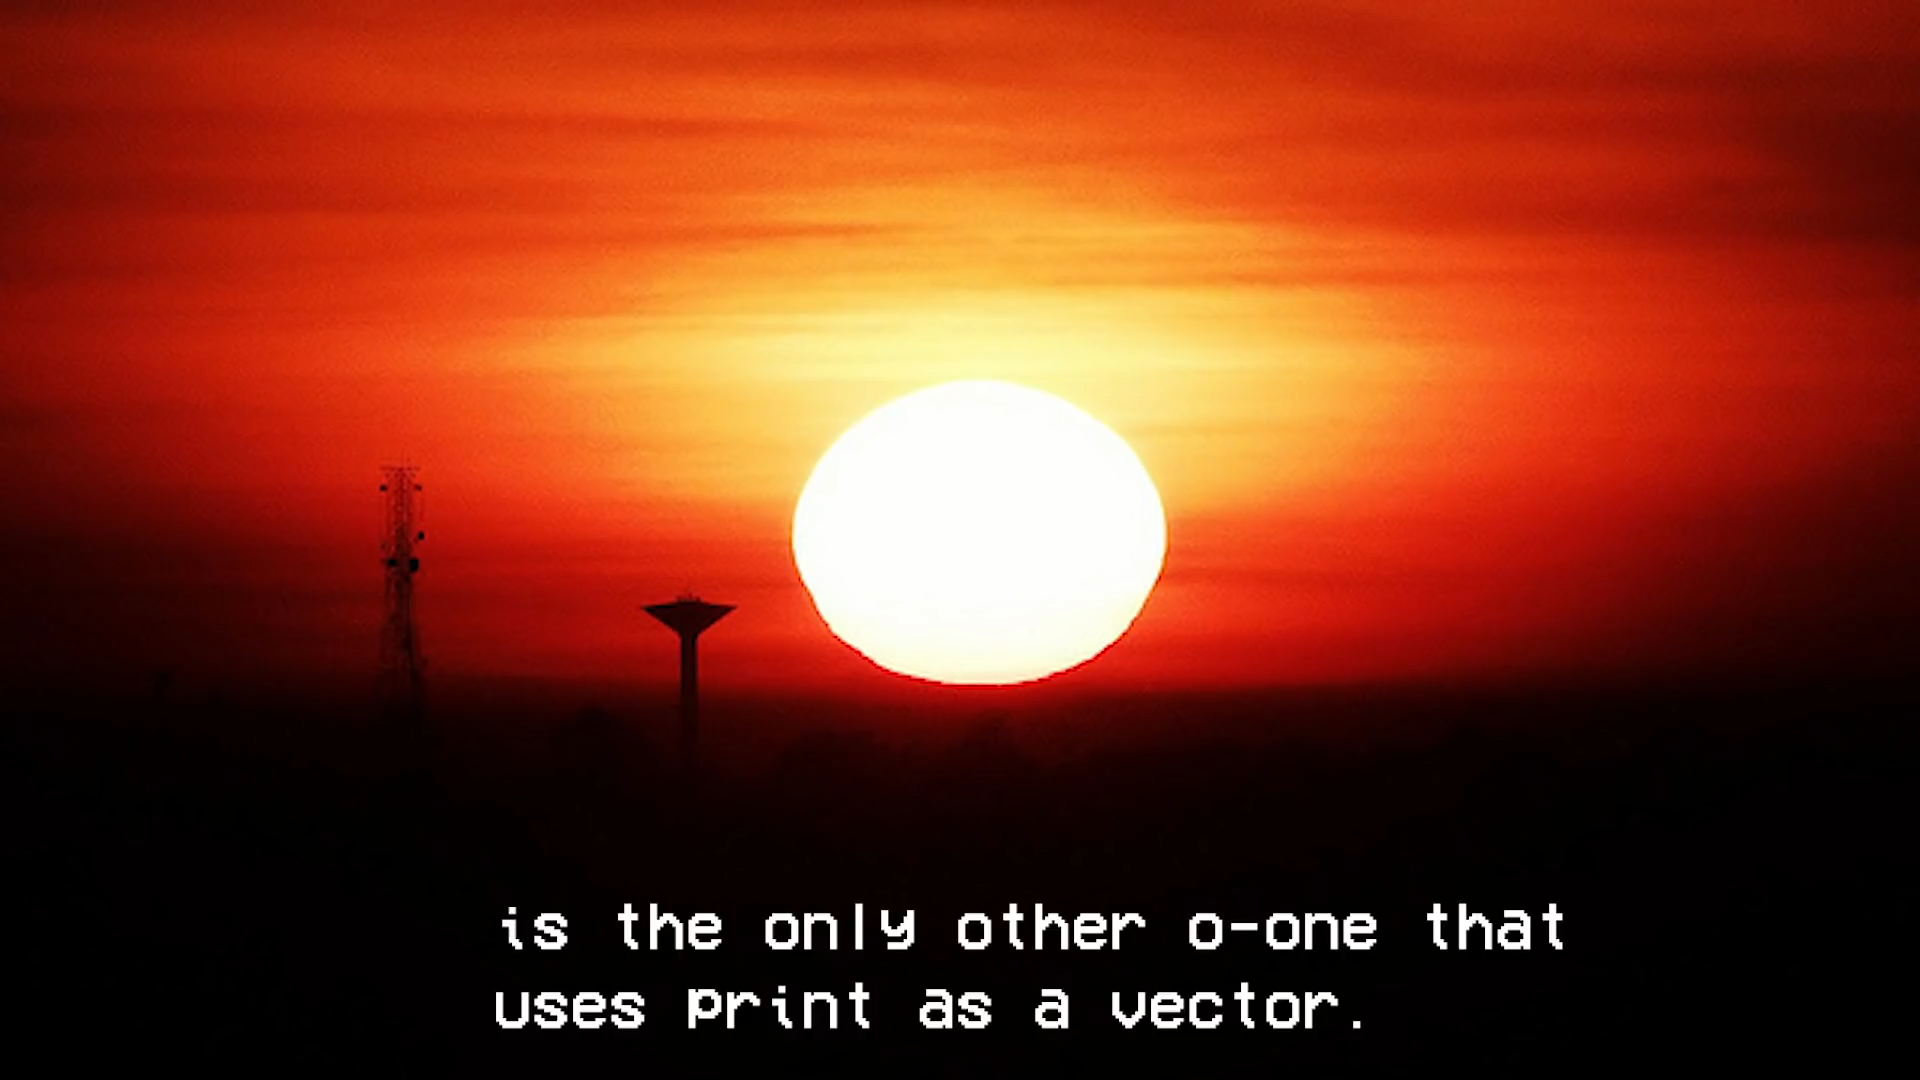 is the only other o-one that
uses print as a vector.